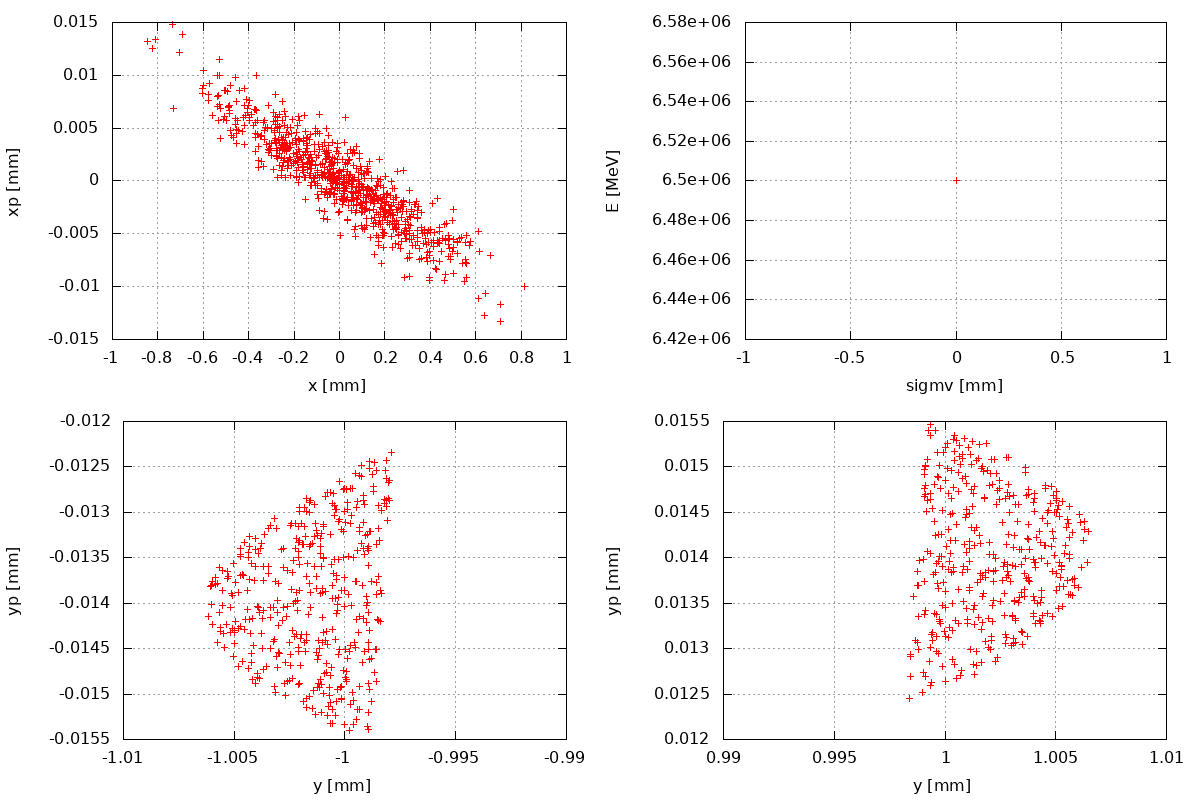 0.015
0.01
0.005
0
-0.005
-0.01
-0.015
xp [mm]
-1 -0.8 -0.6 -0.4 -0.2 0 0.2 0.4 0.6 0.8 1
x [mm]
6.58e+06
6.56e+06
6.54e+06
6.52e+06
6.5e+06
6.48e+06
6.46e+06
6.44e+06
6.42e+06
E [MeV]
-1 -0.5 0 0.5 1
sigmv [mm]
-0.012
-0.0125
-0.013
-0.0135
-0.014
-0.0145
-0.015
-0.0155
yp [mm]
-1.01 -1.005 -1 -0.995 -0.99
y [mm]
0.0155
0.015
0.0145
0.014
0.0135
0.013
0.0125
0.012
yp [mm]
0.99 0.995 1 1.005 1.01
y [mm]